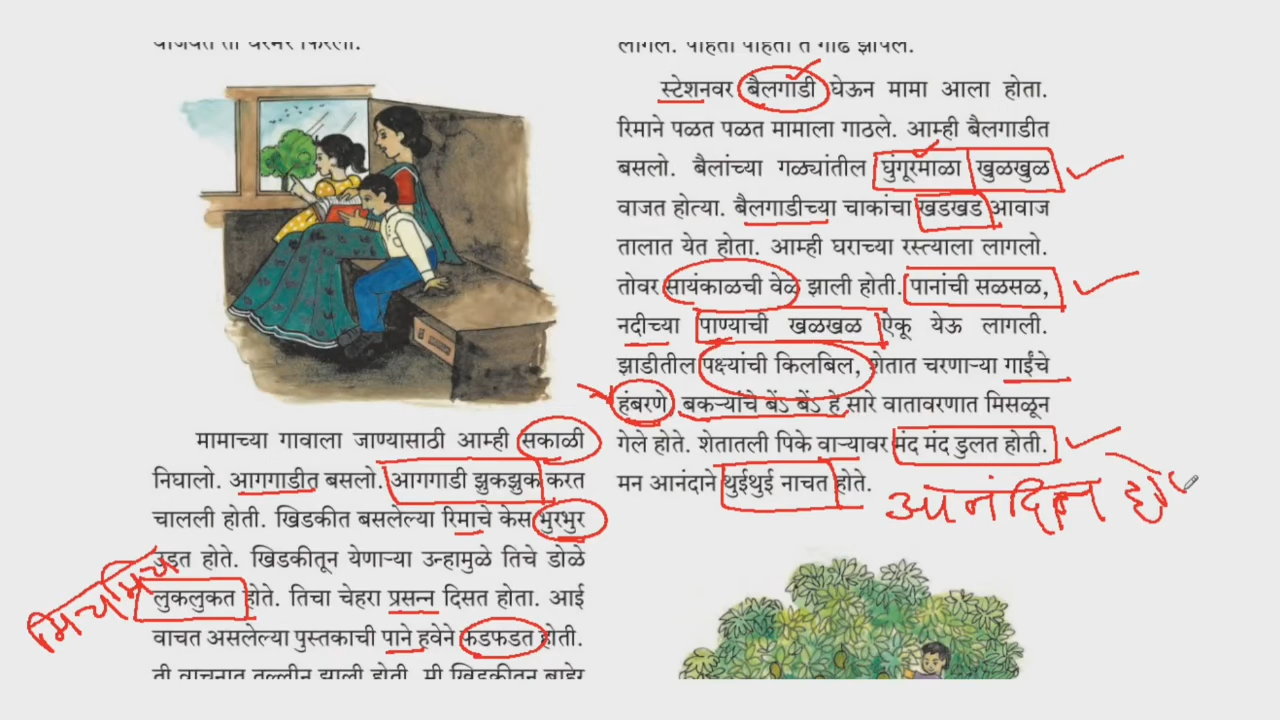 मामाच्या गावाला जाण्यासाठी आम्ही सकाळी
निघालो. आगगाडीत बसलो. आगगाडी झुकझुक करत
चालली होती. खिडकीत बसलेल्या रिमाचे केस भुरभुर
उडत होते. खिडकीतून येणाऱ्या उन्हामुळे तिचे डोळे
लुकलुकत होते. तिचा चेहरा प्रसन्न दिसत होता. आई
वाचत असलेल्या पुस्तकाची पाने हवेने फडफडत होती.
ती वाचनात तल्लीन झाली होती. मी खिडकीतून बाहेर
मिचमिच
लागले. पाहता पाहता ते गाढ झोपले.
स्टेशनवर बैलगाडी घेऊन मामा आला होता.
रिमाने पळत पळत मामाला गाठले. आम्ही बैलगाडीत
बसलो. बैलांच्या गळ्यांतील घुंगूरमाळा खुळखुळ
वाजत होत्या. बैलगाडीच्या चाकांचा खडखड आवाज
तालात येत होता. आम्ही घराच्या रस्त्याला लागलो.
तोवर सायंकाळची वेळ झाली होती. पानांची सळसळ,
नदीच्या पाण्याची खळखळ ऐकू येऊ लागली.
झाडीतील पक्ष्यांची किलबिल, शेतात चरणाऱ्या गाईंचे
हंबरणे बकऱ्यांचे बेंऽ बेंऽ हे सारे वातावरणात मिसळून
गेले होते. शेतातली पिके वाऱ्यावर मंद मंद डुलत होती.
मन आनंदाने थुईथुई नाचत होते.
आनंदित हो